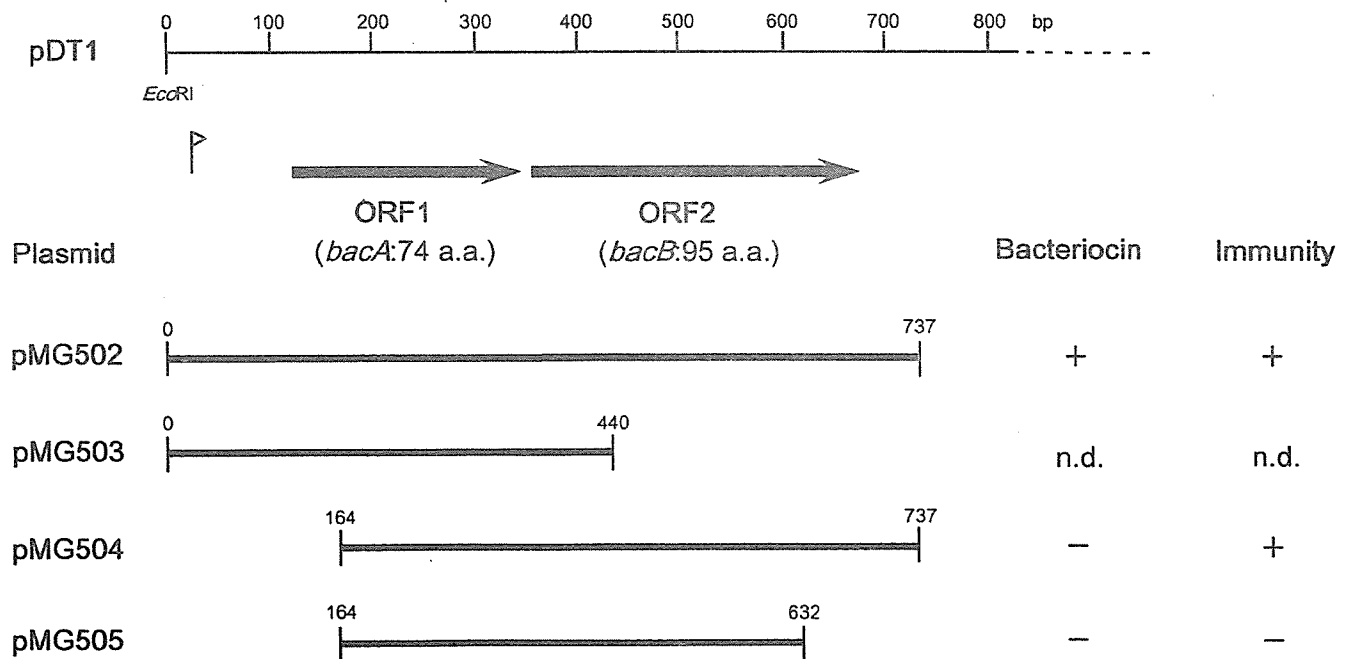 0 100 200 300 400 500 600 700 800 bp
pDT1
EcoRI
ORF1 ORF2
Plasmid (bacA:74 a.a.) (bacB:95 a.a.) Bacteriocin Immunity
0 737
pMG502 + +
0 440
pMG503 n.d. n.d.
164 737
pMG504 − +
164 632
pMG505 − −